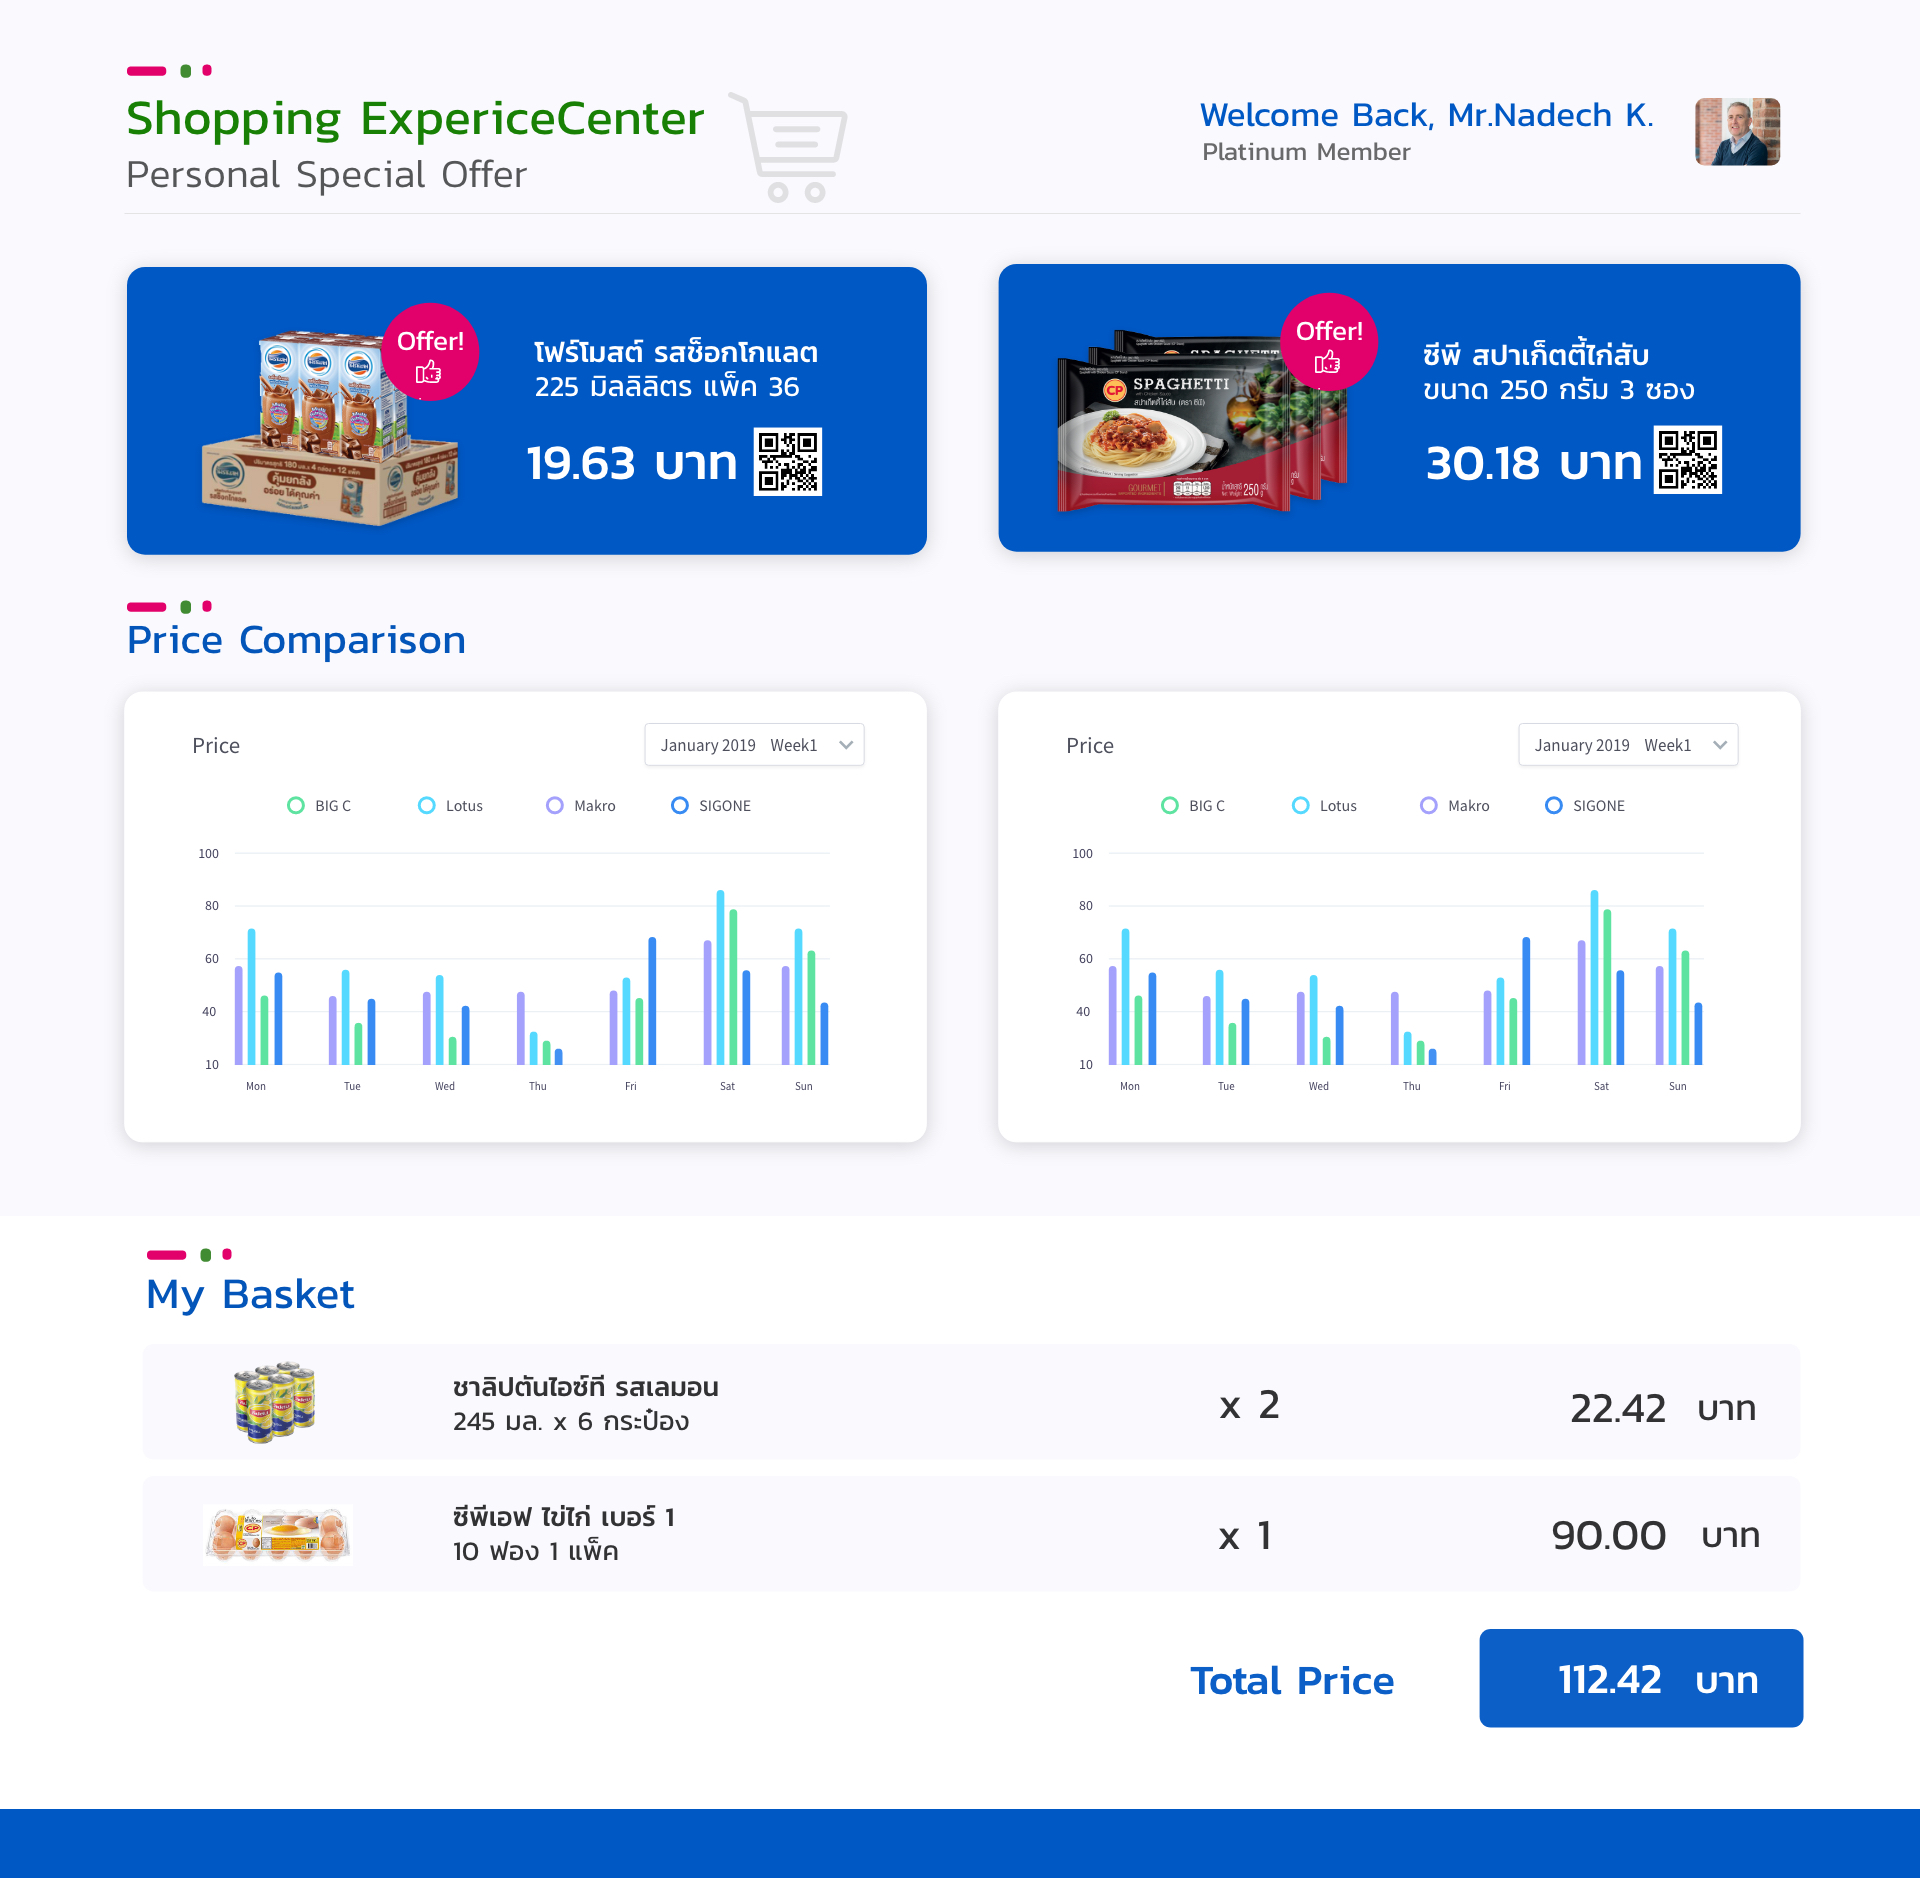 Shopping ExpericeCenter
Personal Special Offer
Welcome Back, Mr.Nadech K.
Platinum Member
Offer!
โฟร์โมสต์ รสช็อกโกแลต
225 มิลลิลิตร แพ็ค 36
19.63 บาท
Offer!
SPAGHETTI
CP
GOURMET
250
ซีพี สปาเก็ตตี้ไก่สับ
ขนาด 250 กรัม 3 ซอง
30.18 บาท
Price Comparison
Price
January 2019 Week1
BIG C Lotus Makro SIGONE
100
80
60
40
10
Mon Tue Wed Thu Fri Sat Sun
Price
January 2019 Week1
BIG C Lotus Makro SIGONE
100
80
60
40
10
Mon Tue Wed Thu Fri Sat Sun
My Basket
ชาลิปตันไอซ์ที รสเลมอน
245 มล. x 6 กระป๋อง
x 2
22.42 บาท
ซีพีเอฟ ไข่ไก่ เบอร์ 1
10 ฟอง 1 แพ็ค
x 1
90.00 บาท
Total Price
112.42 บาท